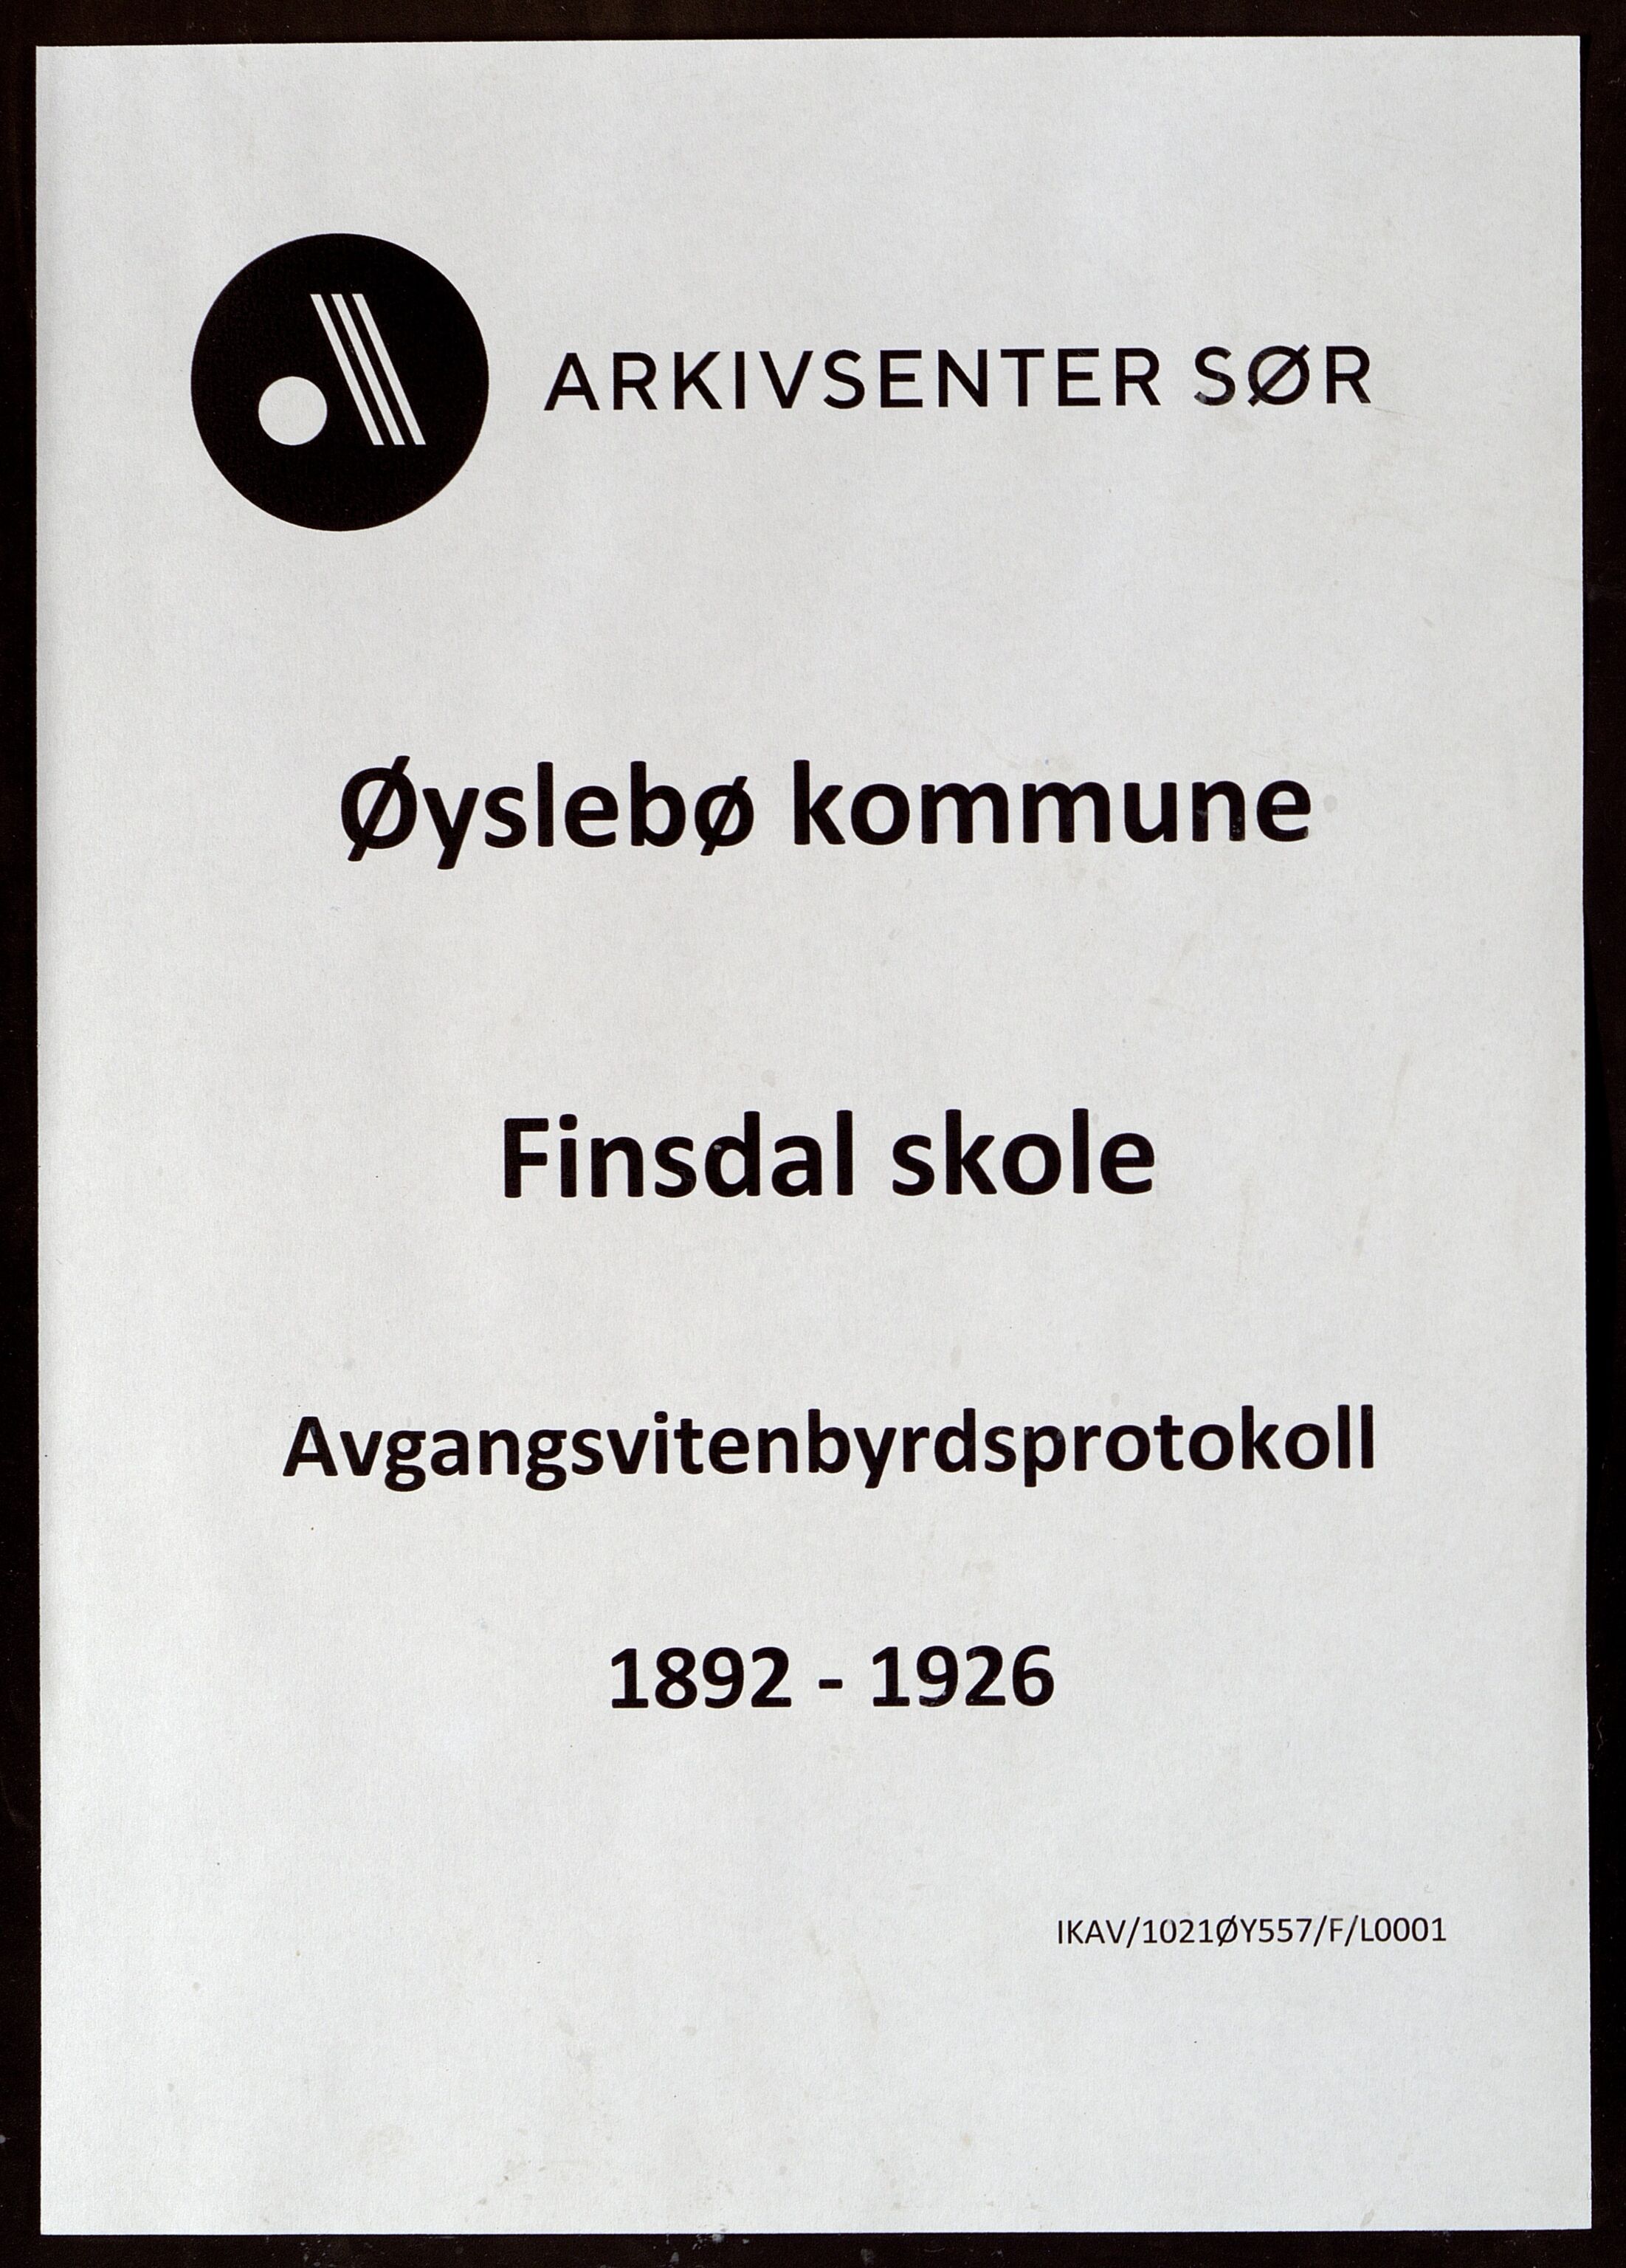 ARKIVSENTER SØR
Øyslebø kommune
Finsdal skole
Avgangsvitenbyrdsprotokoll
1892 - 1926
IKAV/1021ØY557/F/L0001